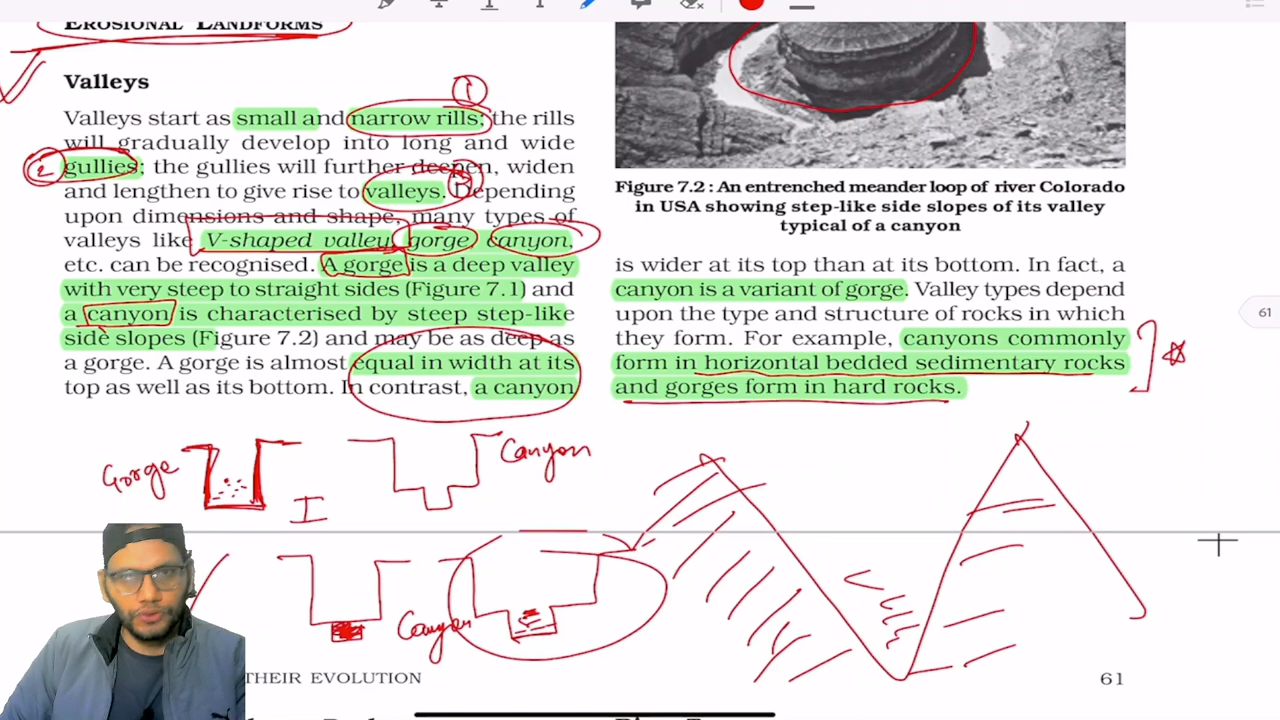 EROSIONAL LANDFORMS
Valleys
1
Valleys start as small and narrow rills; the rills
will gradually develop into long and wide
2 gullies; the gullies will further deepen, widen
and lengthen to give rise to valleys. Depending
upon dimensions and shape, many types of
valleys like V-shaped valley, gorge, canyon,
etc. can be recognised. A gorge is a deep valley
with very steep to straight sides (Figure 7.1) and
a canyon is characterised by steep step-like
side slopes (Figure 7.2) and may be as deep as
a gorge. A gorge is almost equal in width at its
top as well as its bottom. In contrast, a canyon
Figure 7.2 : An entrenched meander loop of river Colorado
in USA showing step-like side slopes of its valley
typical of a canyon
is wider at its top than at its bottom. In fact, a
canyon is a variant of gorge. Valley types depend
upon the type and structure of rocks in which
they form. For example, canyons commonly
form in horizontal bedded sedimentary rocks
and gorges form in hard rocks.
61
Gorge
Canyon
Canyon
THEIR EVOLUTION
61